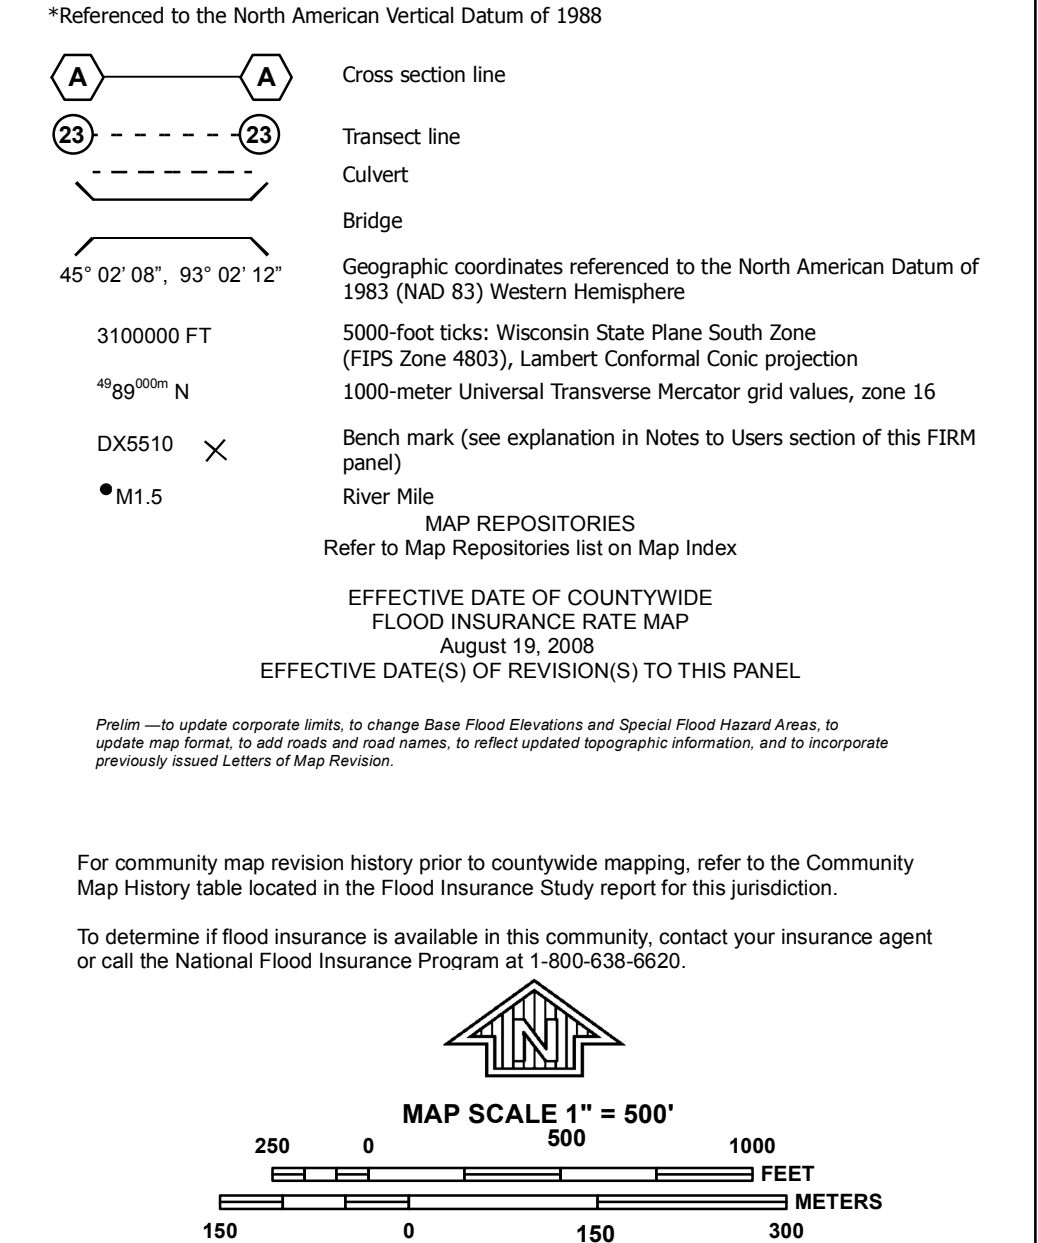 *Referenced to the North American Vertical Datum of 1988
A A Cross section line
23 23 Transect line
Culvert
Bridge
45° 02’ 08”, 93° 02’ 12” Geographic coordinates referenced to the North American Datum of
1983 (NAD 83) Western Hemisphere
3100000 FT 5000-foot ticks: Wisconsin State Plane South Zone
(FIPS Zone 4803), Lambert Conformal Conic projection
4989000m N 1000-meter Universal Transverse Mercator grid values, zone 16
DX5510 Bench mark (see explanation in Notes to Users section of this FIRM
panel)
M1.5 River Mile
MAP REPOSITORIES
Refer to Map Repositories list on Map Index
EFFECTIVE DATE OF COUNTYWIDE
FLOOD INSURANCE RATE MAP
August 19, 2008
EFFECTIVE DATE(S) OF REVISION(S) TO THIS PANEL
Prelim —to update corporate limits, to change Base Flood Elevations and Special Flood Hazard Areas, to
update map format, to add roads and road names, to reflect updated topographic information, and to incorporate
previously issued Letters of Map Revision.
For community map revision history prior to countywide mapping, refer to the Community
Map History table located in the Flood Insurance Study report for this jurisdiction.
To determine if flood insurance is available in this community, contact your insurance agent
or call the National Flood Insurance Program at 1-800-638-6620.
N
MAP SCALE 1" = 500'
250 0 500 1000
FEET
METERS
150 0 150 300